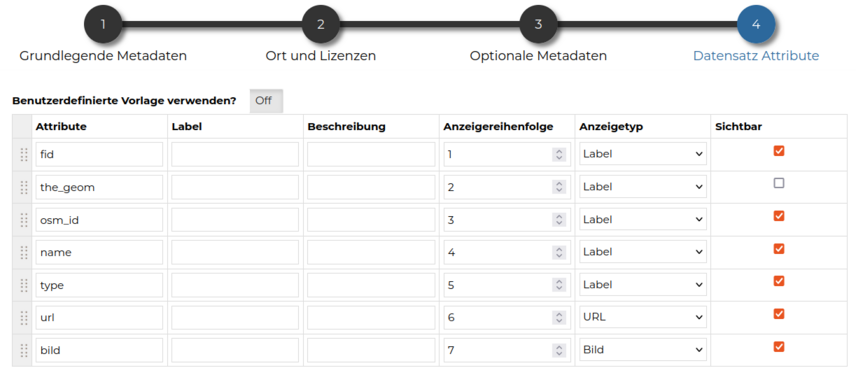 1 2 3 4
Grundlegende Metadaten Ort und Lizenzen Optionale Metadaten Datensatz Attribute
Benutzerdefinierte Vorlage verwenden? Off
Attribute Label Beschreibung Anzeigereihenfolge Anzeigetyp Sichtbar
fid 1 Label
the_geom 2 Label
osm_id 3 Label
name 4 Label
type 5 Label
url 6 URL
bild 7 Bild